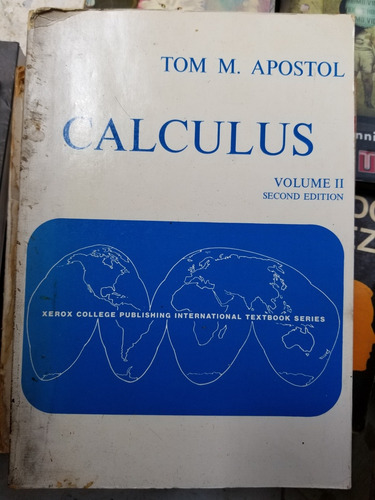 TOM M. APOSTOL
CALCULUS
VOLUME II
SECOND EDITION
XEROX COLLEGE PUBLISHING INTERNATIONAL TEXTBOOK SERIES